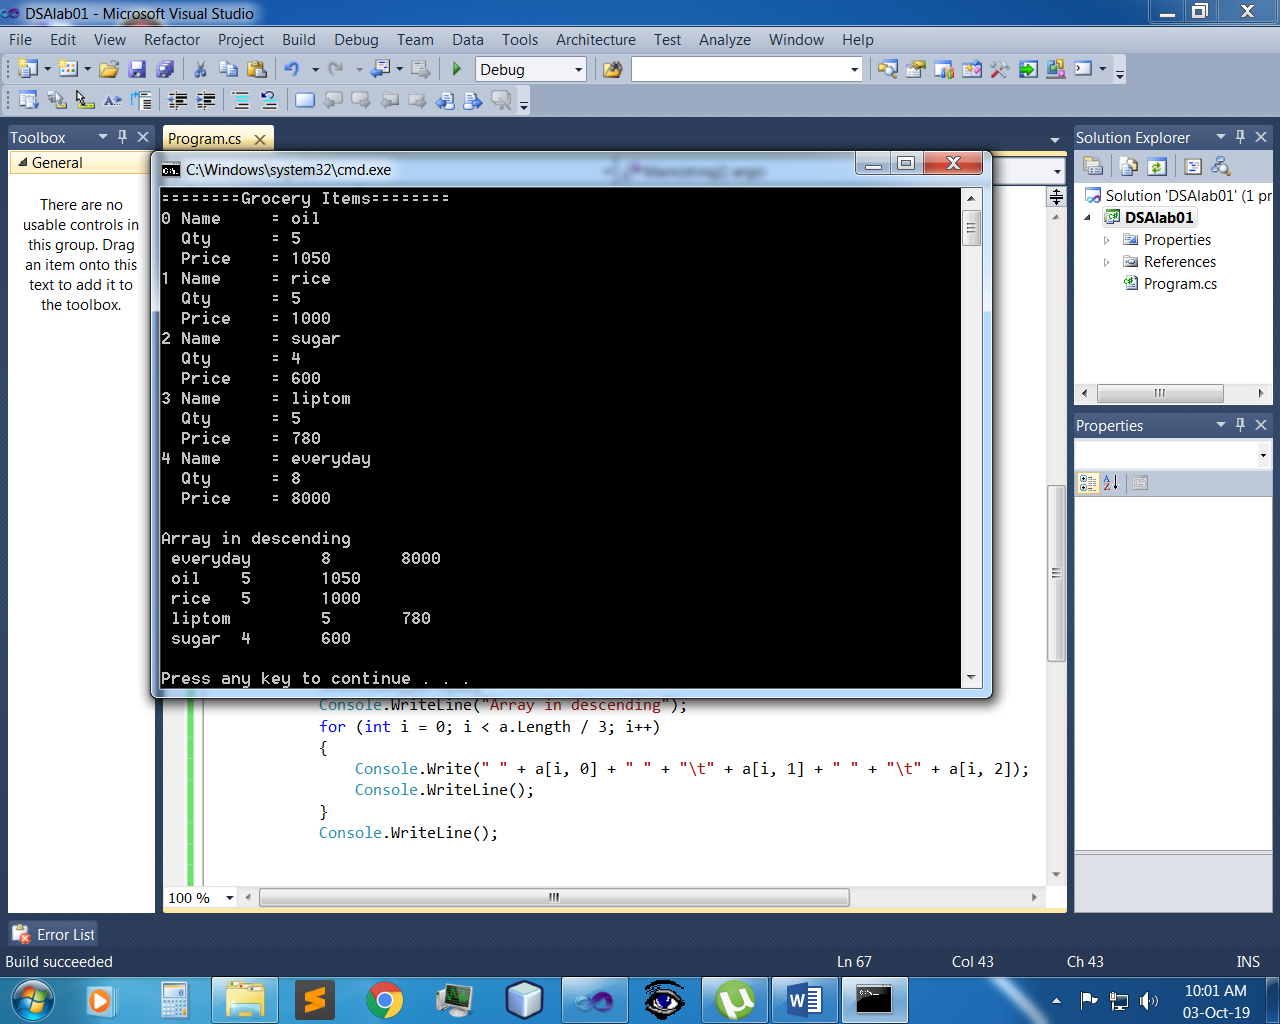 DSAlab01 - Microsoft Visual Studio
File Edit View Refactor Project Build Debug Team Data Tools Architecture Test Analyze Window Help
Debug
Toolbox
General
There are no
usable controls in
this group. Drag
an item onto this
text to add it to
the toolbox.
Program.cs
C:\Windows\system32\cmd.exe
Main(string[] args)
========Grocery Items========
0 Name = oil
Qty = 5
Price = 1050
1 Name = rice
Qty = 5
Price = 1000
2 Name = sugar
Qty = 4
Price = 600
3 Name = liptom
Qty = 5
Price = 780
4 Name = everyday
Qty = 8
Price = 8000
Array in descending
everyday 8 8000
oil 5 1050
rice 5 1000
liptom 5 780
sugar 4 600
Press any key to continue . . .
Console.WriteLine("Array in descending");
for (int i = 0; i < a.Length / 3; i++)
{
Console.Write(" " + a[i, 0] + " " + "\t" + a[i, 1] + " " + "\t" + a[i, 2]);
Console.WriteLine();
}
Console.WriteLine();
100 %
Solution Explorer
Solution 'DSAlab01' (1 pr
DSAlab01
Properties
References
Program.cs
Properties
Error List
Build succeeded
Ln 67 Col 43 Ch 43 INS
10:01 AM
03-Oct-19